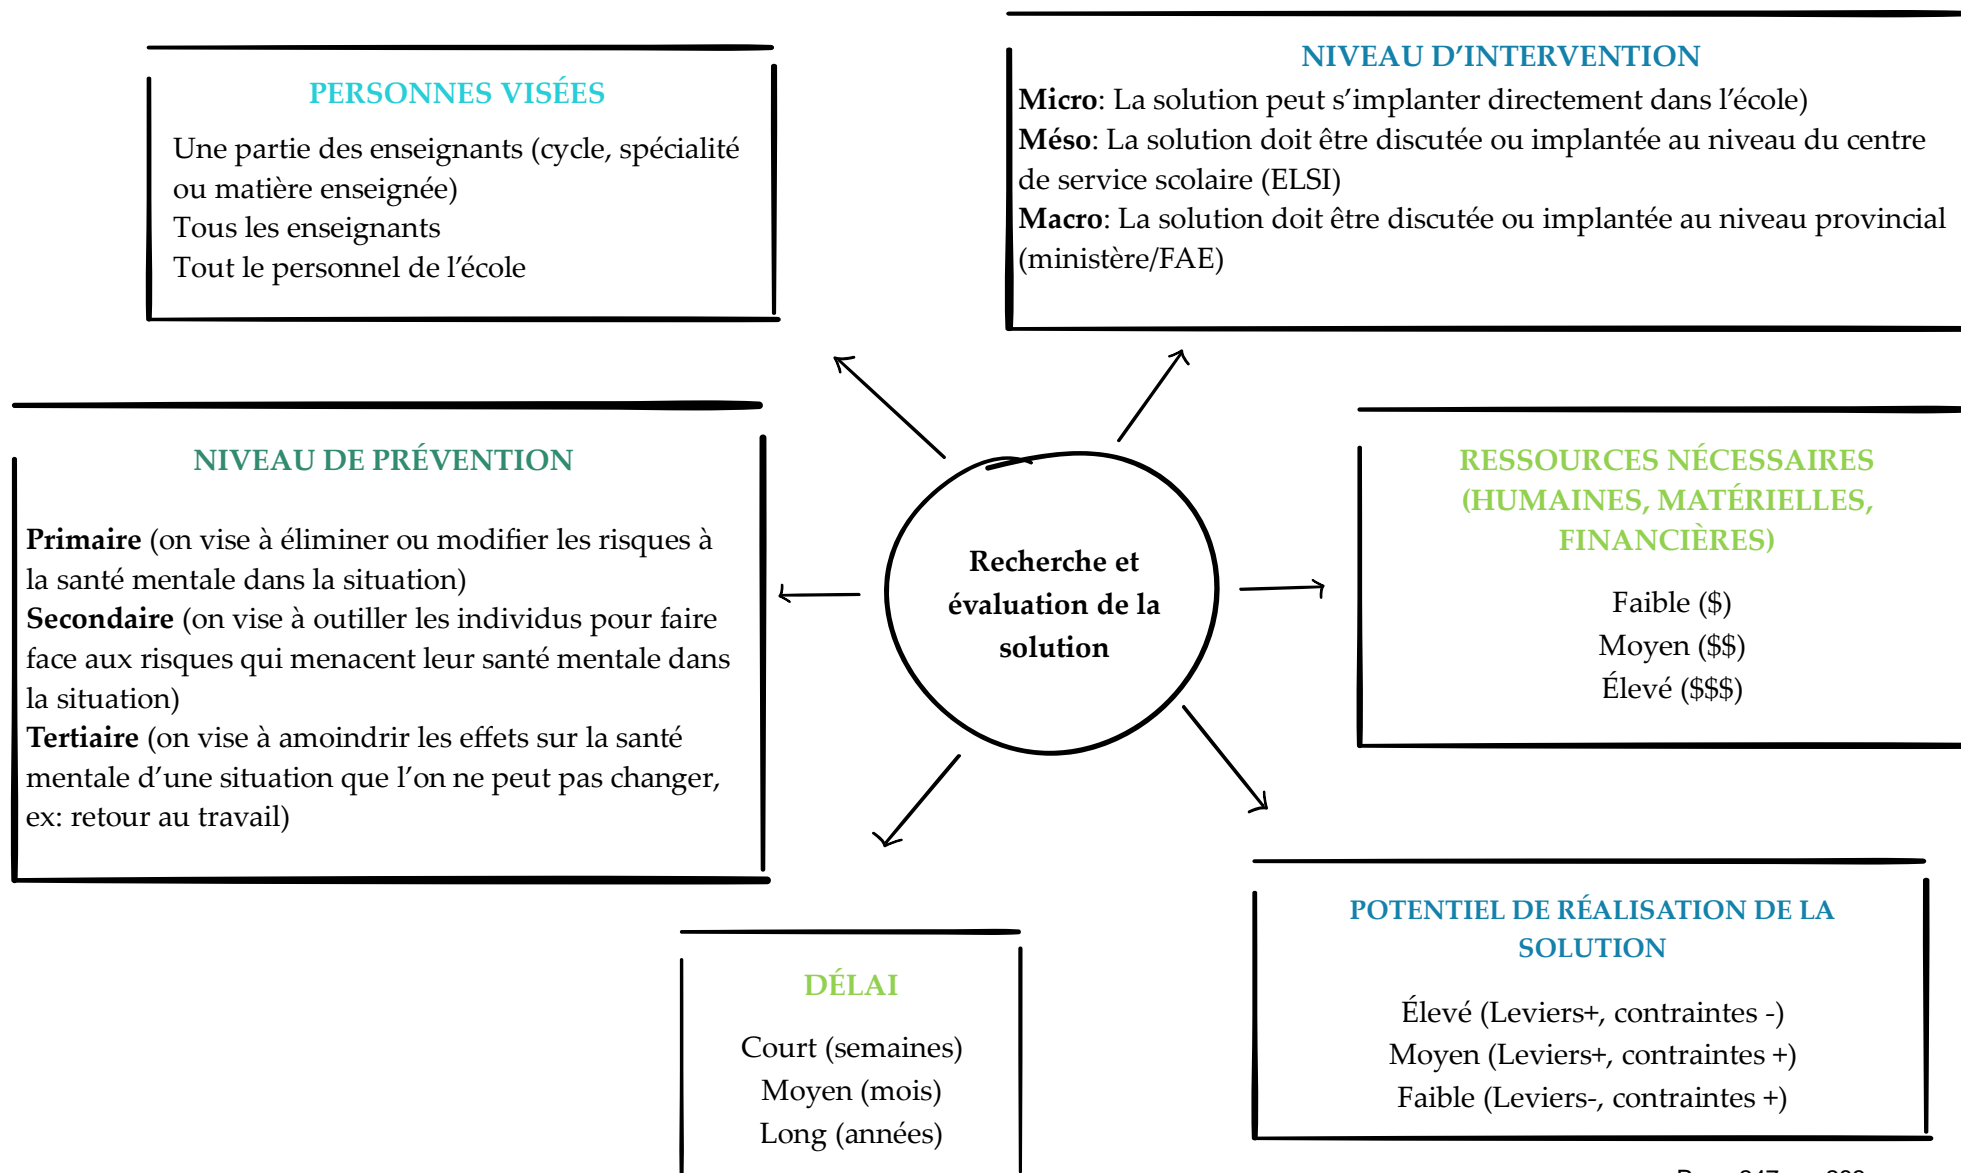 PERSONNES VISÉES
Une partie des enseignants (cycle, spécialité
ou matière enseignée)
Tous les enseignants
Tout le personnel de l'école
NIVEAU D'INTERVENTION
Micro: La solution peut s'implanter directement dans l'école)
Méso: La solution doit être discutée ou implantée au niveau du centre
de service scolaire (ELSI)
Macro: La solution doit être discutée ou implantée au niveau provincial
(ministère/FAE)
NIVEAU DE PRÉVENTION
Primaire (on vise à éliminer ou modifier les risques à
la santé mentale dans la situation)
Secondaire (on vise à outiller les individus pour faire
face aux risques qui menacent leur santé mentale dans
la situation)
Tertiaire (on vise à amoindrir les effets sur la santé
mentale d'une situation que l'on ne peut pas changer,
ex: retour au travail)
Recherche et
évaluation de la
solution
RESSOURCES NÉCESSAIRES
(HUMAINES, MATÉRIELLES,
FINANCIÈRES)
Faible ($)
Moyen ($$)
Élevé ($$$)
DÉLAI
Court (semaines)
Moyen (mois)
Long (années)
POTENTIEL DE RÉALISATION DE LA
SOLUTION
Élevé (Leviers+, contraintes -)
Moyen (Leviers+, contraintes +)
Faible (Leviers-, contraintes +)